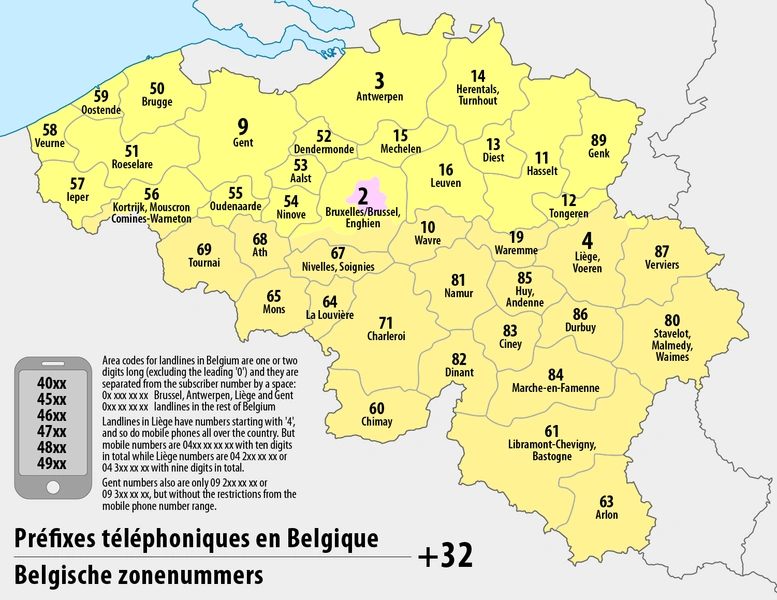 3
Antwerpen
14
Herentals,
Turnhout
59
Oostende
50
Brugge
58
Veurne
9
Gent
52
Dendermonde
15
Mechelen
13
Diest
11
Hasselt
89
Genk
51
Roeselare
53
Aalst
16
Leuven
57
Ieper
56
Kortrijk, Mouscron
Comines-Warneton
55
Oudenaarde
54
Ninove
2
Bruxelles/Brussel,
Enghien
12
Tongeren
10
Wavre
19
Waremme
4
Liège,
Voeren
87
Verviers
69
Tournai
68
Ath
67
Nivelles, Soignies
81
Namur
85
Huy,
Andenne
65
Mons
64
La Louvière
71
Charleroi
83
Ciney
86
Durbuy
80
Stavelot,
Malmedy,
Waimes
82
Dinant
84
Marche-en-Famenne
60
Chimay
61
Libramont-Chevigny,
Bastogne
63
Arlon
40xx
45xx
46xx
47xx
48xx
49xx
Area codes for landlines in Belgium are one or two
digits long (excluding the leading '0') and they are
separated from the subscriber number by a space:
0x xxx xx xx Brussel, Antwerpen, Liège and Gent
0xx xx xx xx landlines in the rest of Belgium
Landlines in Liège have numbers starting with '4',
and so do mobile phones all over the country. But
mobile numbers are 04xx xx xx xx with ten digits
in total while Liège numbers are 04 2xx xx xx or
04 3xx xx xx with nine digits in total.
Gent numbers also are only 09 2xx xx xx or
09 3xx xx xx, but without the restrictions from the
mobile phone number range.
Préfixes téléphoniques en Belgique
Belgische zonenummers
+32